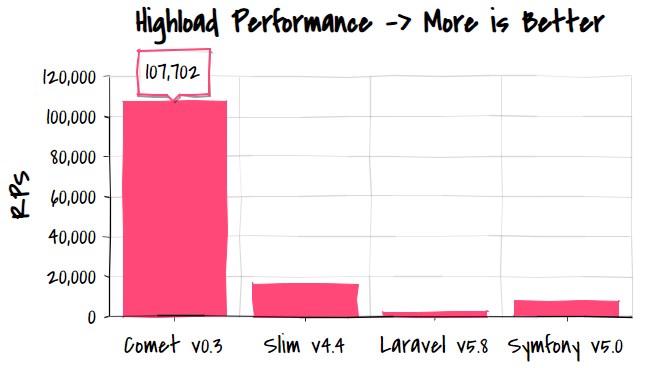 Highload Performance -> More is Better
107,702
120,000
100,000
80,000
60,000
40,000
20,000
0
RPS
Comet v0.3 Slim v4.4 Laravel v5.8 Symfony v5.0